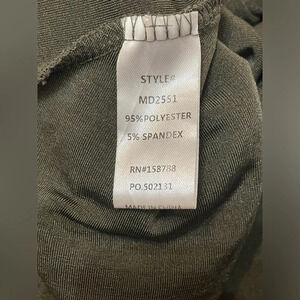 STYLE#
MD2551
95%POLYESTER
5% SPANDEX
RN#158788
PO.502131
MADE IN CHINA